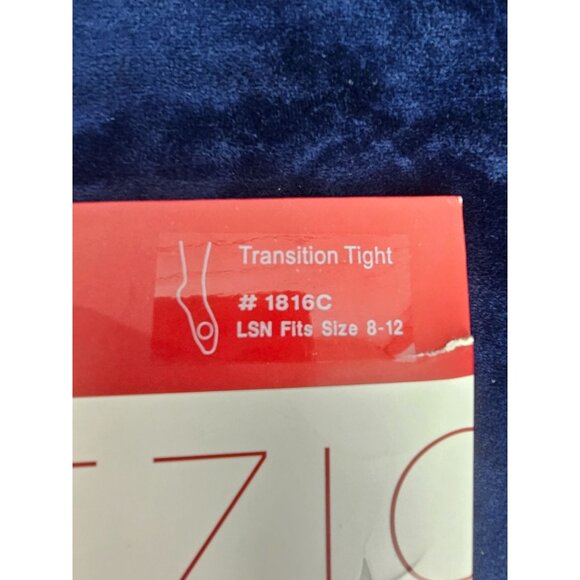 Transition Tight
# 1816C
LSN Fits Size 8-12